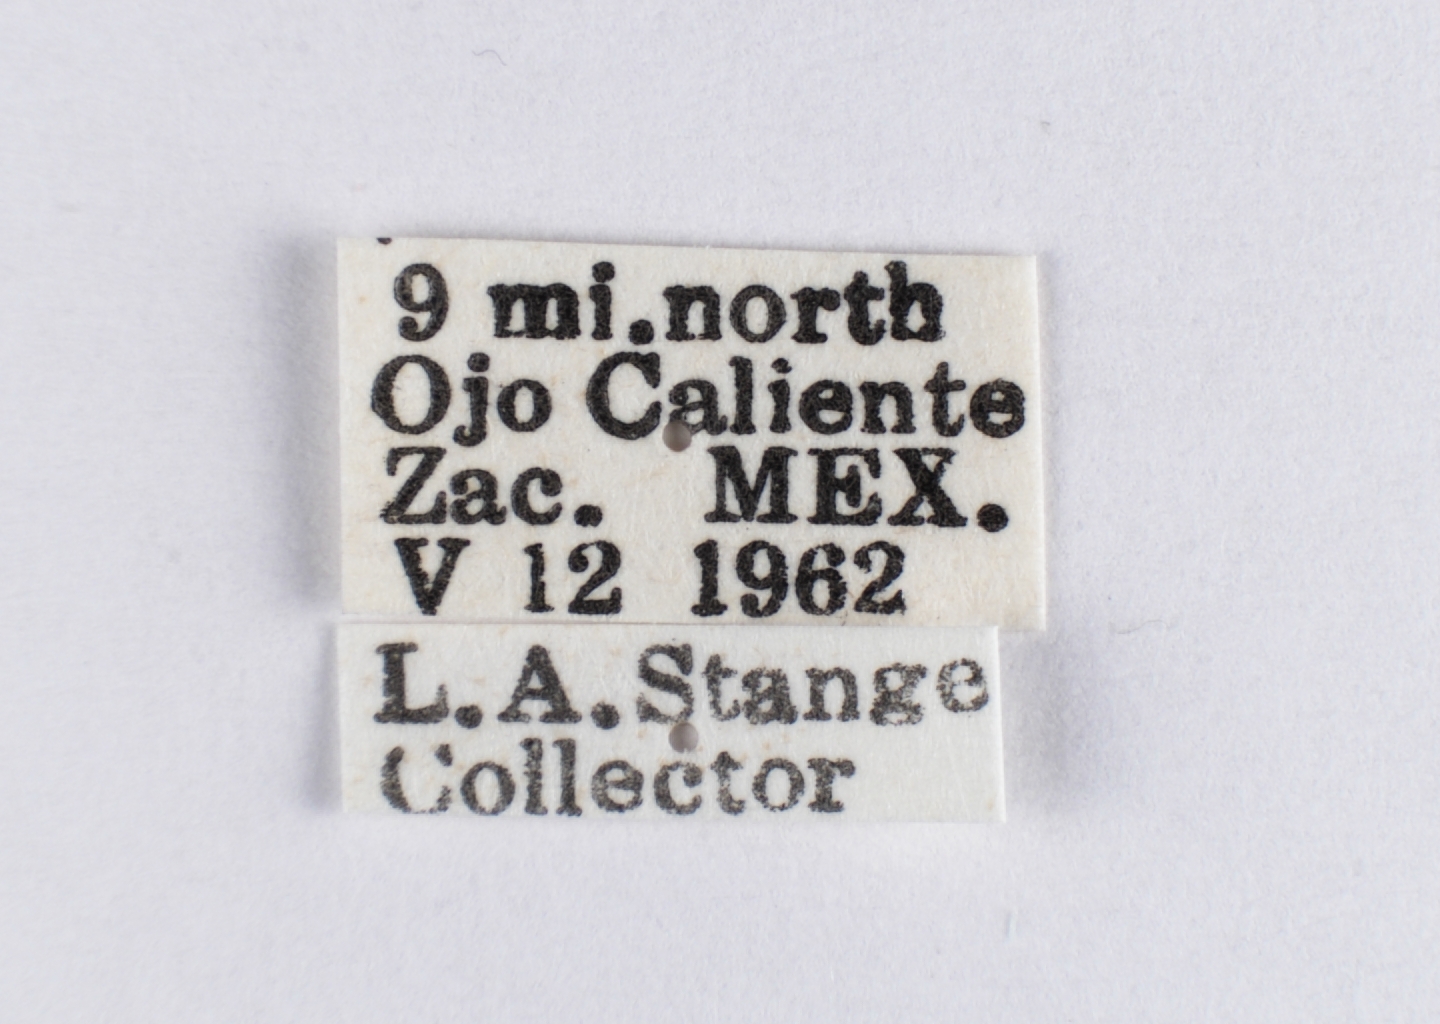 9 mi.north
Ojo Caliente
Zac. MEX.
V 12 1962
L.A.Stange
Collector